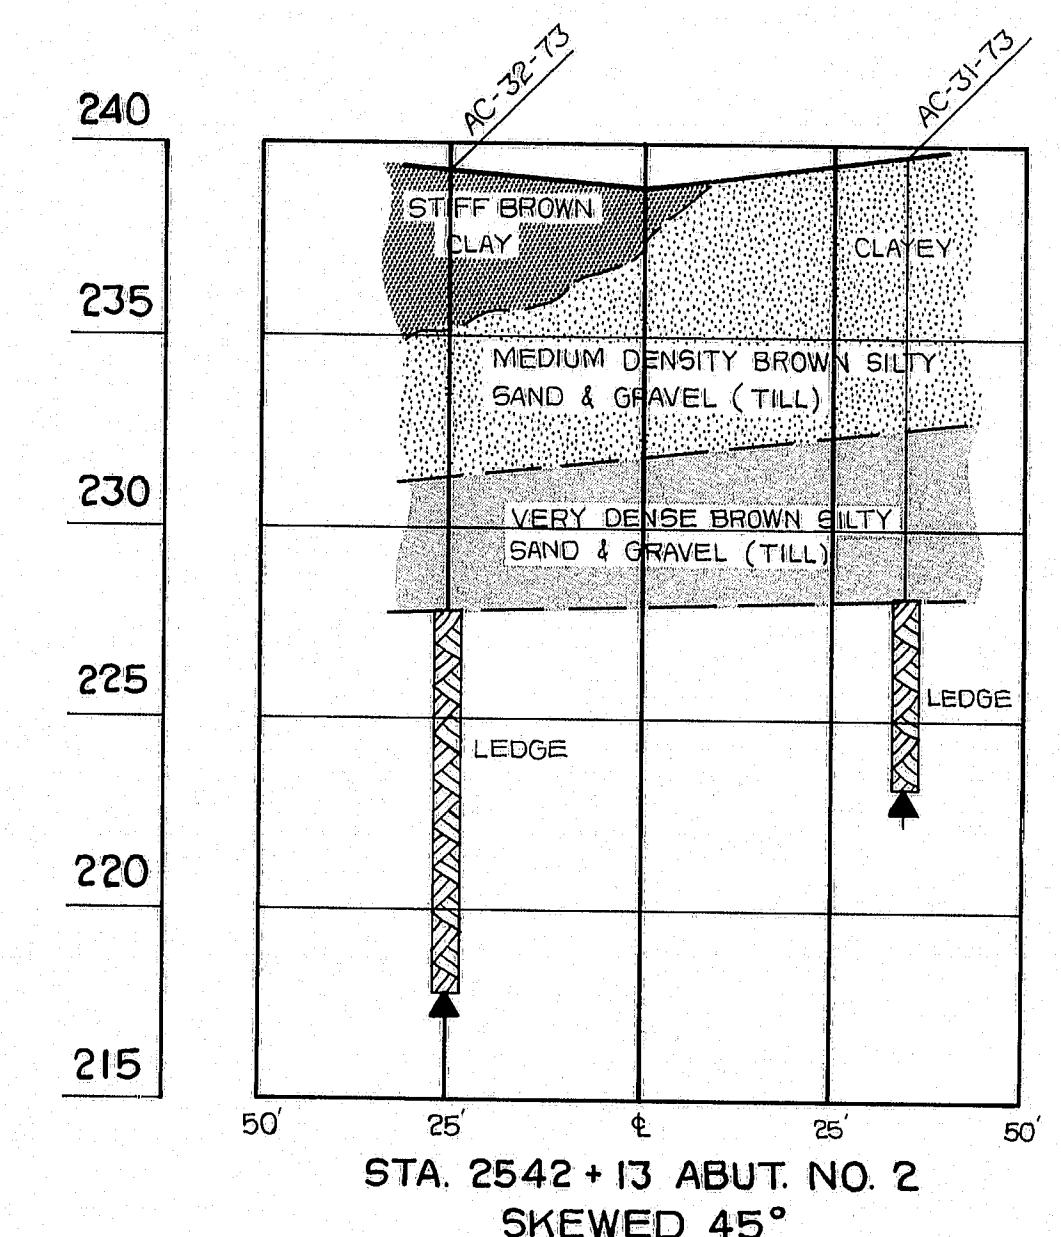 AC-32-73
AC-31-73
240
235
230
225
220
215
STIFF BROWN
CLAY
CLAYEY
MEDIUM DENSITY BROWN SILTY
SAND & GRAVEL (TILL)
VERY DENSE BROWN SILTY
SAND & GRAVEL (TILL)
LEDGE
LEDGE
50' 25' ℄ 25' 50'
STA. 2542 + 13 ABUT. NO. 2
SKEWED 45°